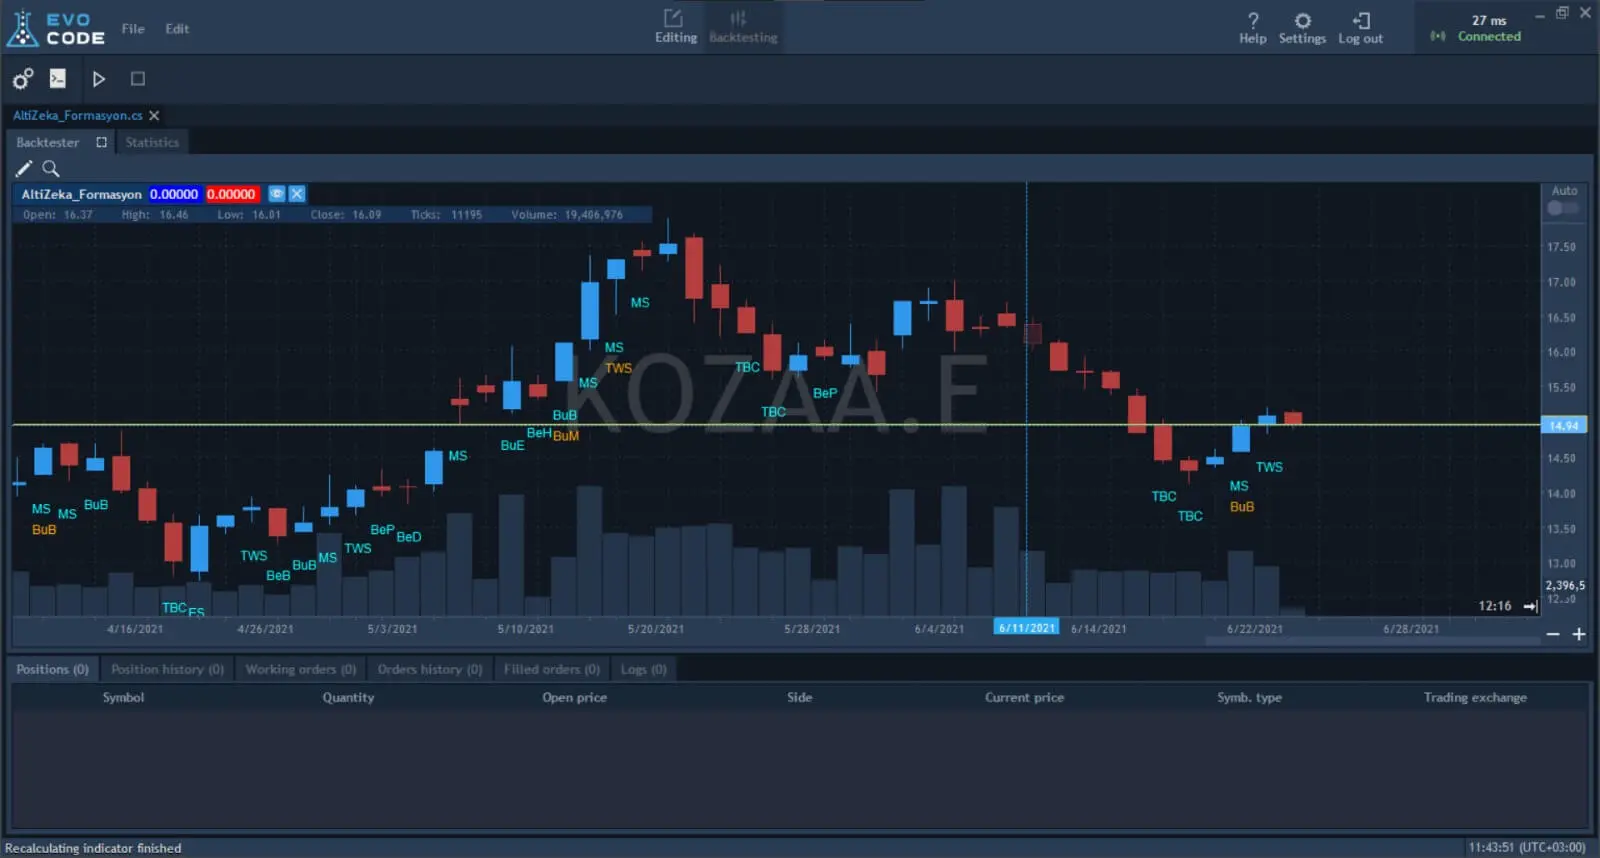 EVO
CODE
File Edit
Editing Backtesting
Help Settings Log out
27 ms
Connected
AltiZeka_Formasyon.cs
Backtester Statistics
AltiZeka_Formasyon 0.00000 0.00000
Open: 16.37 High: 16.46 Low: 16.01 Close: 16.09 Ticks: 11195 Volume: 19,406,976
Auto
17.50
17.00
16.50
16.00
15.50
14.94
14.50
14.00
13.50
13.00
2,396,5
12.50
KOZAA.E
MS
MS
TWS
MS
TBC
BeP
TBC
BuB
BeH
BuM
BuE
MS
TWS
MS
BuB
TBC
TBC
MS
MS
BuB
BuB
BeP
BeD
TWS
TWS
MS
BuB
BeB
TBC
ES
12:16
4/16/2021 4/26/2021 5/3/2021 5/10/2021 5/20/2021 5/28/2021 6/4/2021 6/11/2021 6/14/2021 6/22/2021 6/28/2021
Positions (0) Position history (0) Working orders (0) Orders history (0) Filled orders (0) Logs (0)
Symbol Quantity Open price Side Current price Symb. type Trading exchange
Recalculating indicator finished
11:43:51 (UTC+03:00)